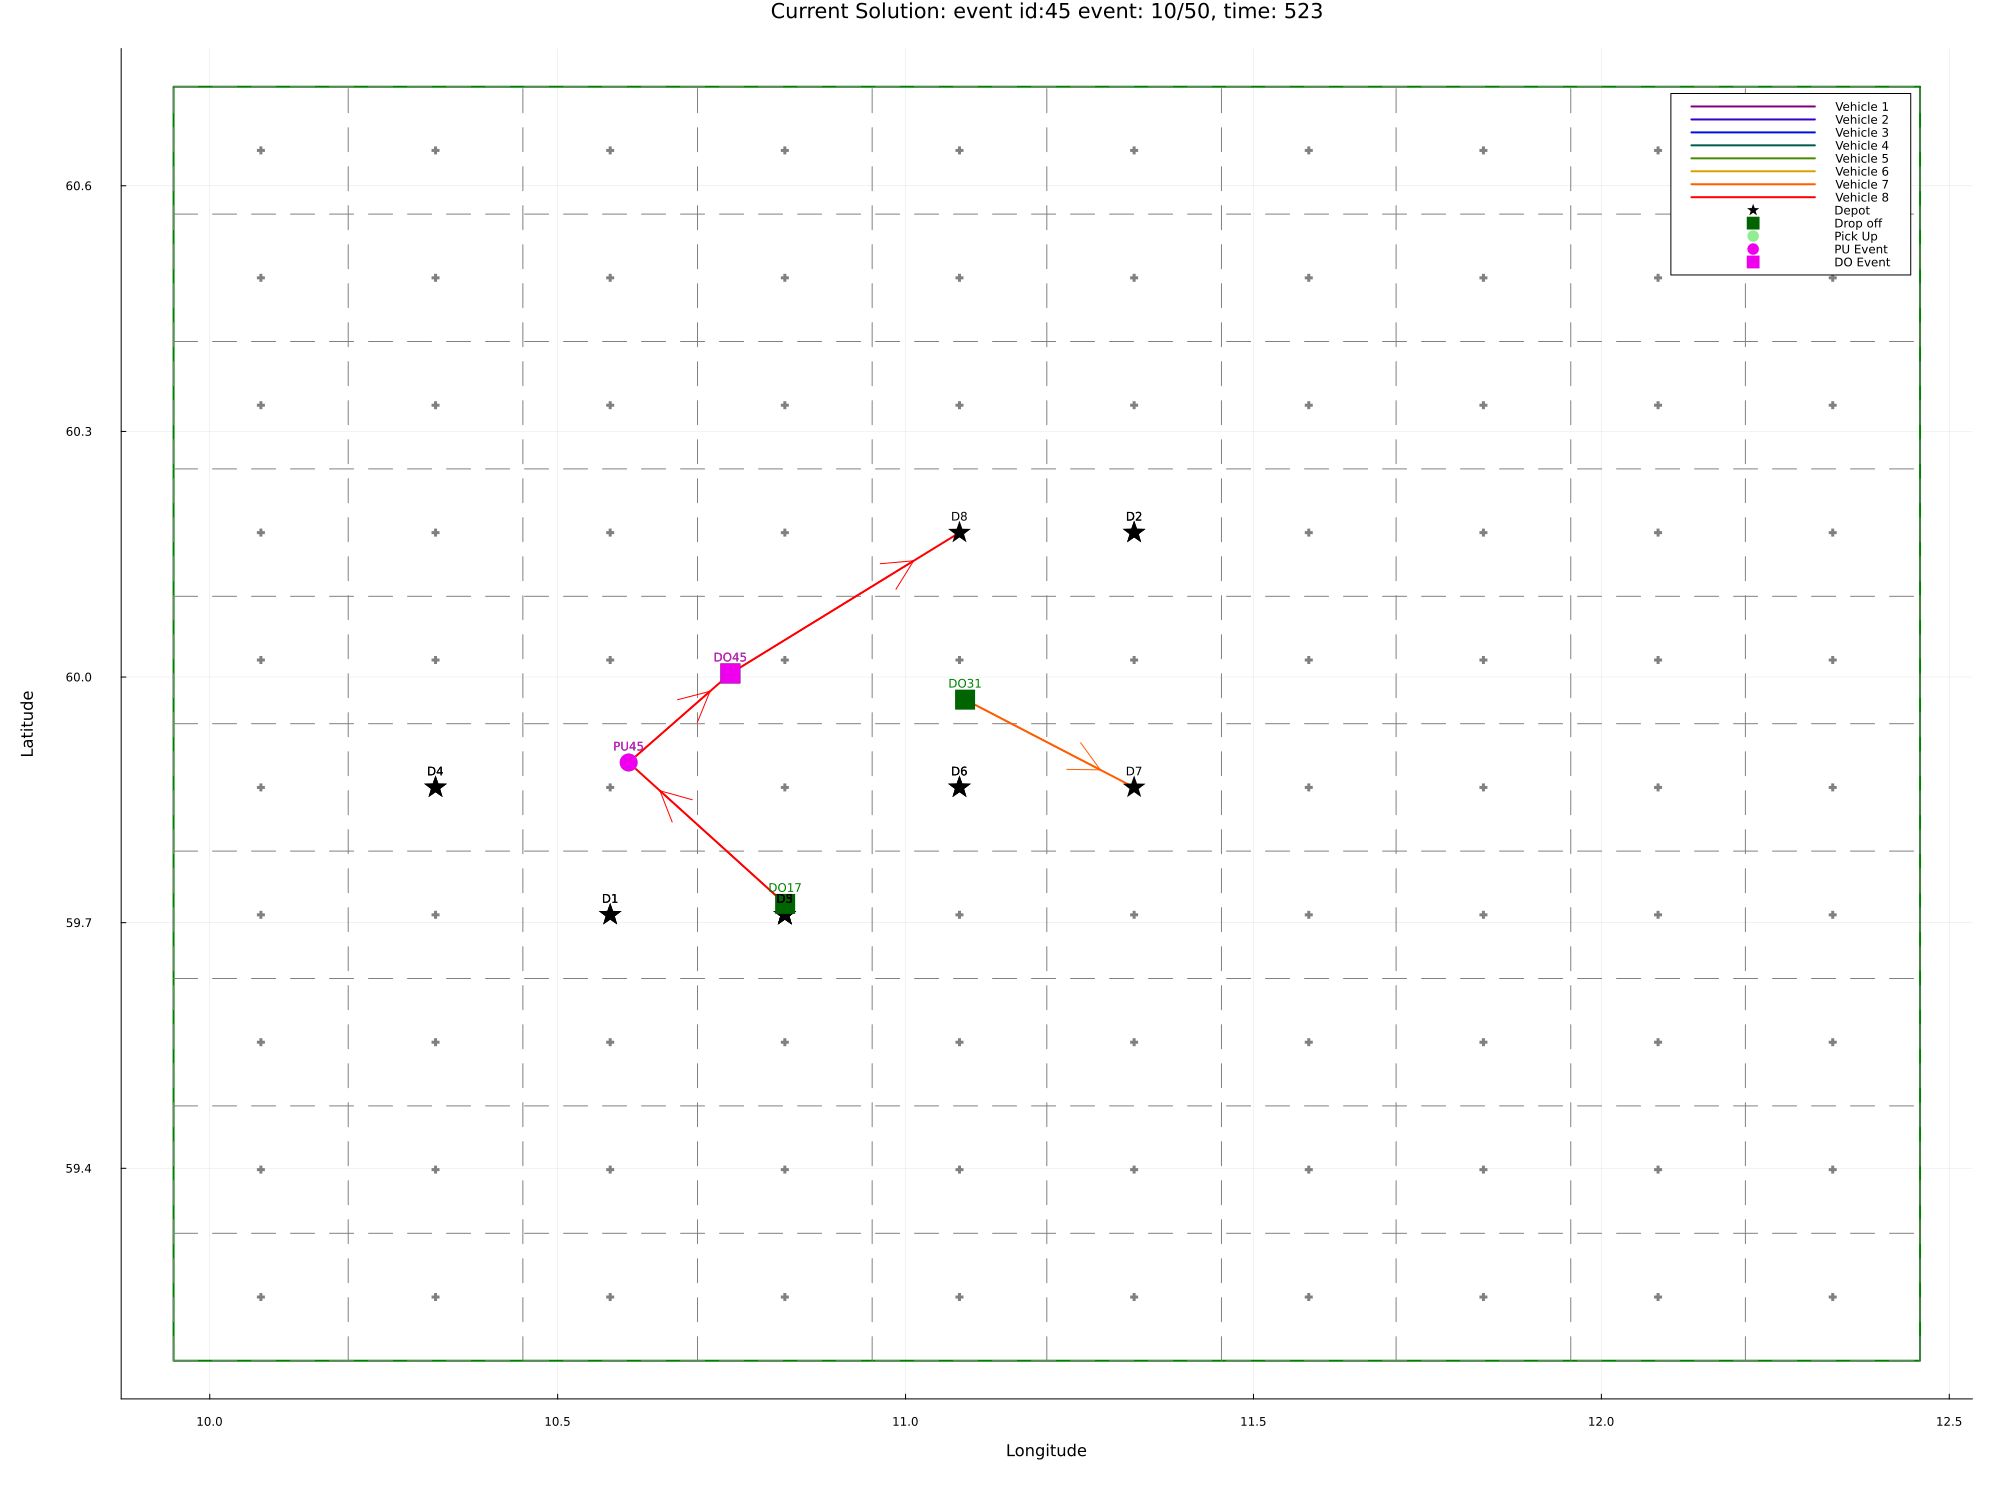 Current Solution: event id:45 event: 10/50, time: 523
Vehicle 1
Vehicle 2
Vehicle 3
Vehicle 4
Vehicle 5
Vehicle 6
Vehicle 7
Vehicle 8
Depot
Drop off
Pick Up
PU Event
DO Event
60.6
60.3
60.0
59.7
59.4
Latitude
D8
D2
DO45
DO31
PU45
D4
D6
D7
DO17
D1
10.0
10.5
11.0
11.5
12.0
12.5
Longitude